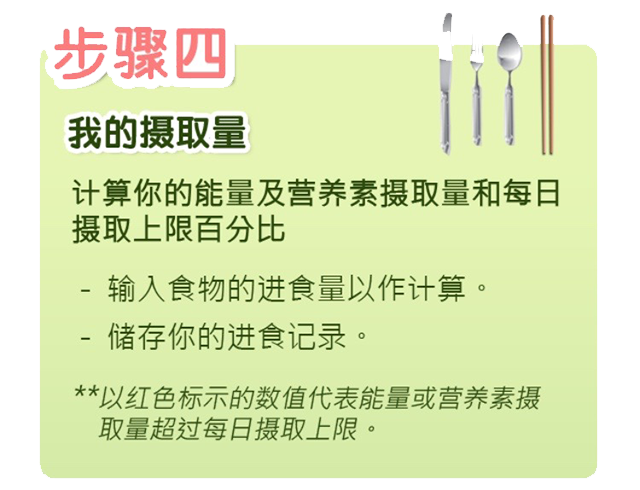 步骤四
我的摄取量
计算你的能量及营养素摄取量和每日
摄取上限百分比
- 输入食物的进食量以作计算。
- 储存你的进食记录。
**以红色标示的数值代表能量或营养素摄
取量超过每日摄取上限。